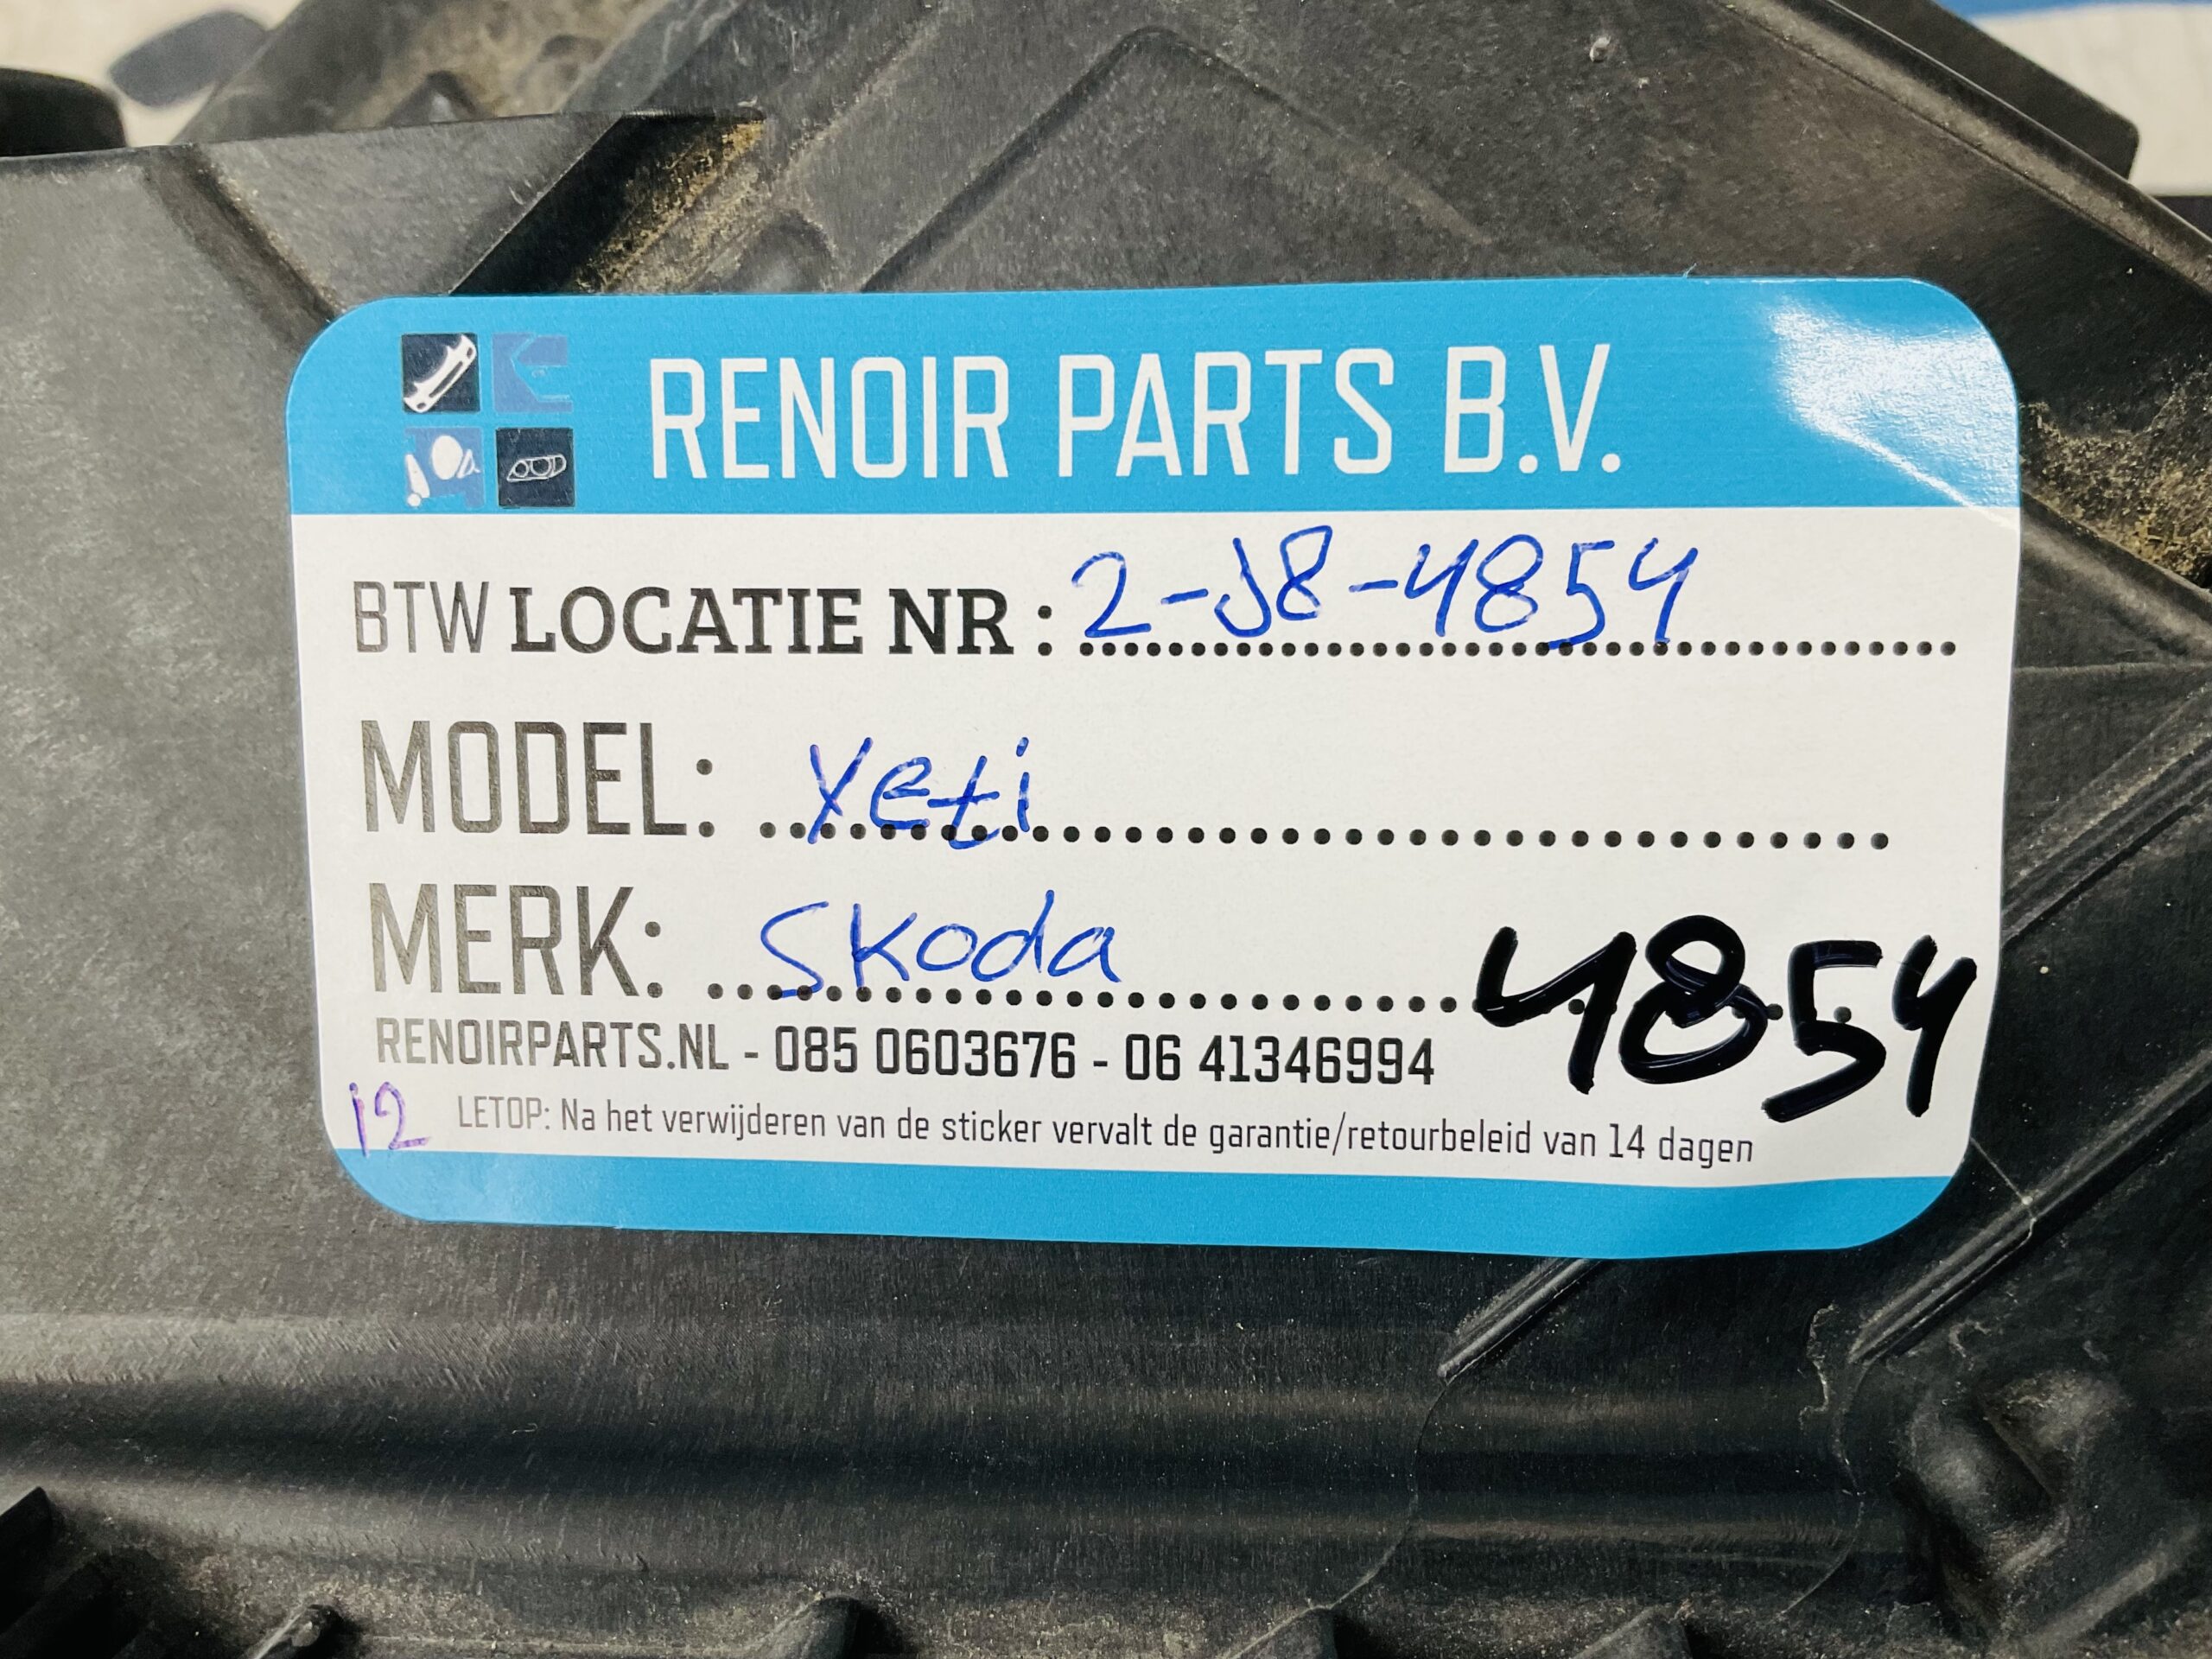 RENOIR PARTS B.V.
BTW LOCATIE NR : 2-J8-4854
MODEL: Yeti
MERK: Skoda
4854
RENOIRPARTS.NL - 085 0603676 - 06 41346994
i2
LETOP: Na het verwijderen van de sticker vervalt de garantie/retourbeleid van 14 dagen